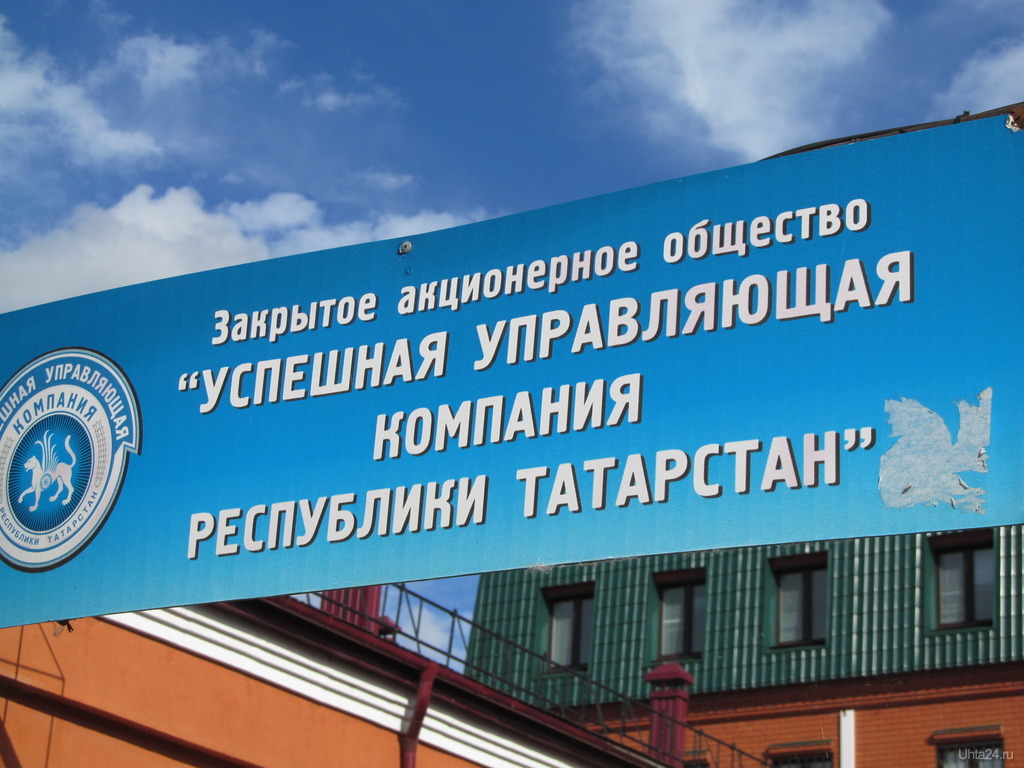 Закрытое акционерное общество
“УСПЕШНАЯ УПРАВЛЯЮЩАЯ
КОМПАНИЯ
РЕСПУБЛИКИ ТАТАРСТАН”
УПРАВЛЯЮЩАЯ
КОМПАНИЯ
РЕСПУБЛИКИ ТАТАРСТАН
Uhta24.ru